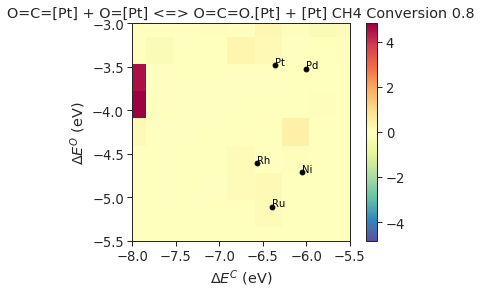 O=C=[Pt] + O=[Pt] <=> O=C=O.[Pt] + [Pt] CH4 Conversion 0.8
−3.0
−3.5
−4.0
−4.5
−5.0
−5.5
ΔE^O (eV)
Pt
Pd
Rh
Ni
Ru
−8.0
−7.5
−7.0
−6.5
−6.0
−5.5
ΔE^C (eV)
4
2
0
−2
−4